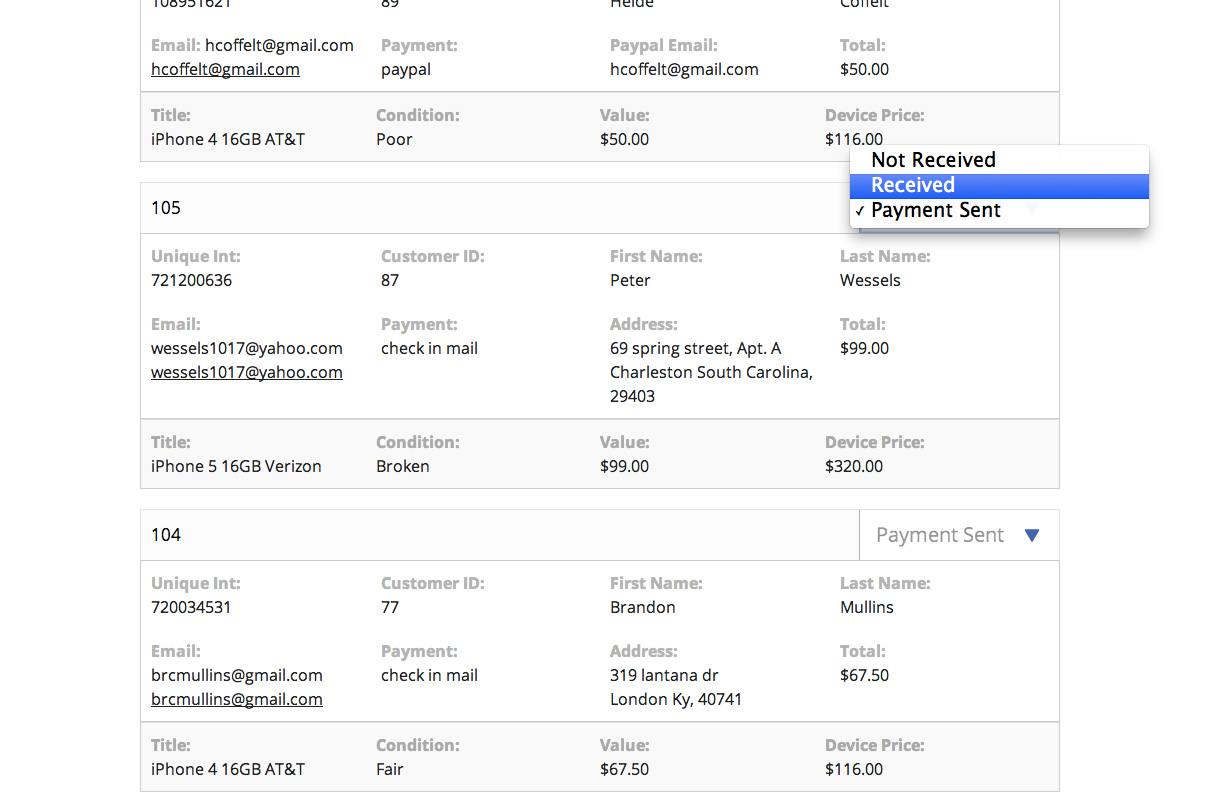 108951621 89 Heide Coffelt
Email: hcoffelt@gmail.com Payment: Paypal Email: Total:
hcoffelt@gmail.com paypal hcoffelt@gmail.com $50.00
Title: Condition: Value: Device Price:
iPhone 4 16GB AT&T Poor $50.00 $116.00
Not Received
Received
✓ Payment Sent
105
Unique Int: Customer ID: First Name: Last Name:
721200636 87 Peter Wessels
Email: Payment: Address: Total:
wessels1017@yahoo.com check in mail 69 spring street, Apt. A $99.00
wessels1017@yahoo.com Charleston South Carolina,
29403
Title: Condition: Value: Device Price:
iPhone 5 16GB Verizon Broken $99.00 $320.00
104 Payment Sent
Unique Int: Customer ID: First Name: Last Name:
720034531 77 Brandon Mullins
Email: Payment: Address: Total:
brcmullins@gmail.com check in mail 319 lantana dr $67.50
brcmullins@gmail.com London Ky, 40741
Title: Condition: Value: Device Price:
iPhone 4 16GB AT&T Fair $67.50 $116.00